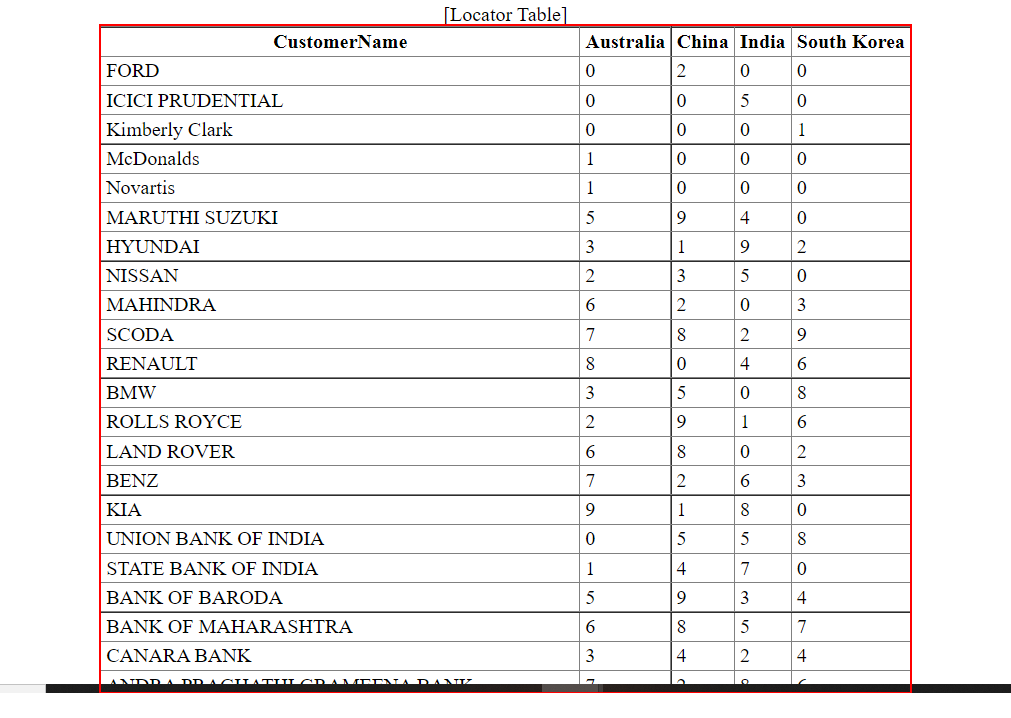 [Locator Table]
CustomerName Australia China India South Korea
FORD 0 2 0 0
ICICI PRUDENTIAL 0 0 5 0
Kimberly Clark 0 0 0 1
McDonalds 1 0 0 0
Novartis 1 0 0 0
MARUTHI SUZUKI 5 9 4 0
HYUNDAI 3 1 9 2
NISSAN 2 3 5 0
MAHINDRA 6 2 0 3
SCODA 7 8 2 9
RENAULT 8 0 4 6
BMW 3 5 0 8
ROLLS ROYCE 2 9 1 6
LAND ROVER 6 8 0 2
BENZ 7 2 6 3
KIA 9 1 8 0
UNION BANK OF INDIA 0 5 5 8
STATE BANK OF INDIA 1 4 7 0
BANK OF BARODA 5 9 3 4
BANK OF MAHARASHTRA 6 8 5 7
CANARA BANK 3 4 2 4
BANK